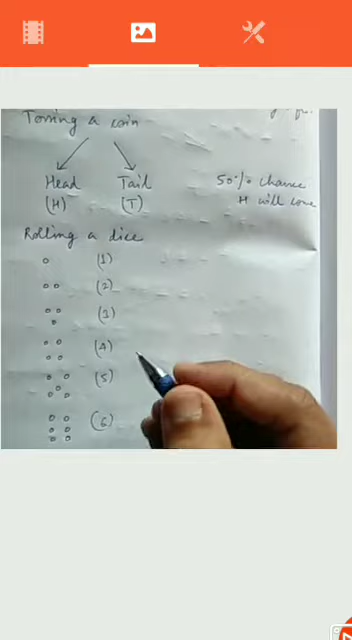 Tossing a coin
Head Tail
(H) (T)
50% chance
H will come
Rolling a dice
(1)
(2)
(3)
(4)
(5)
(6)